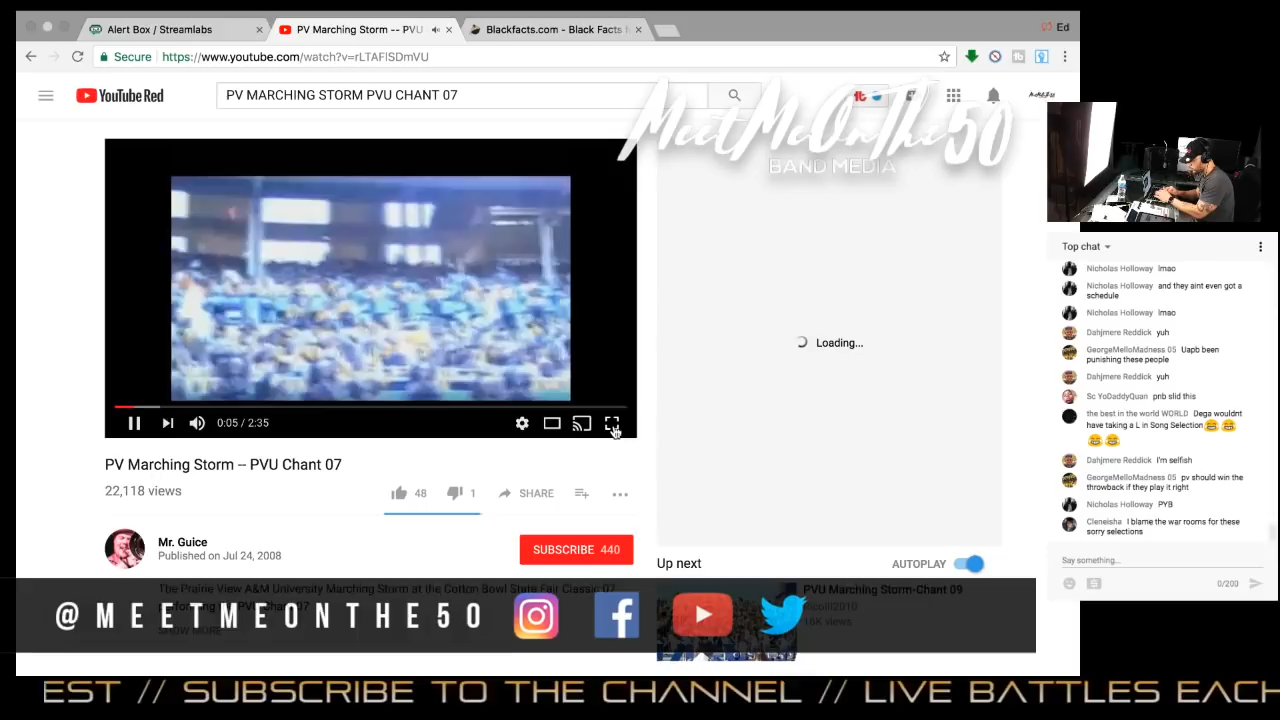 Alert Box / Streamlabs
PV Marching Storm -- PVU
Blackfacts.com - Black Facts
Ed
Secure
https://www.youtube.com/watch?v=rLTAFlSDmVU
YouTube Red
PV MARCHING STORM PVU CHANT 07
MeetMeOnThe50
BAND MEDIA
0:05 / 2:35
Loading...
PV Marching Storm -- PVU Chant 07
22,118 views
48
1
SHARE
Mr. Guice
Published on Jul 24, 2008
SUBSCRIBE 440
Up next
AUTOPLAY
The Prairie View A&M University Marching Storm at the Cotton Bowl State Fair Classic 07
SHOW MORE
PVU Marching Storm-Chant 09
16K views
@MEETMEONTHE50
Top chat
Nicholas Holloway lmao
Nicholas Holloway and they aint even got a
schedule
Nicholas Holloway lmao
Dahjmere Reddick yuh
GeorgeMelloMadness 05 Uapb been
punishing these people
Dahjmere Reddick yuh
Sc YoDaddyQuan pnb slid this
the best in the world WORLD Dega wouldnt
have taking a L in Song Selection
Dahjmere Reddick I'm selfish
GeorgeMelloMadness 05 pv should win the
throwback if they play it right
Nicholas Holloway PYB
Cleneisha I blame the war rooms for these
sorry selections
Say something...
0/200
EST // SUBSCRIBE TO THE CHANNEL // LIVE BATTLES EACH